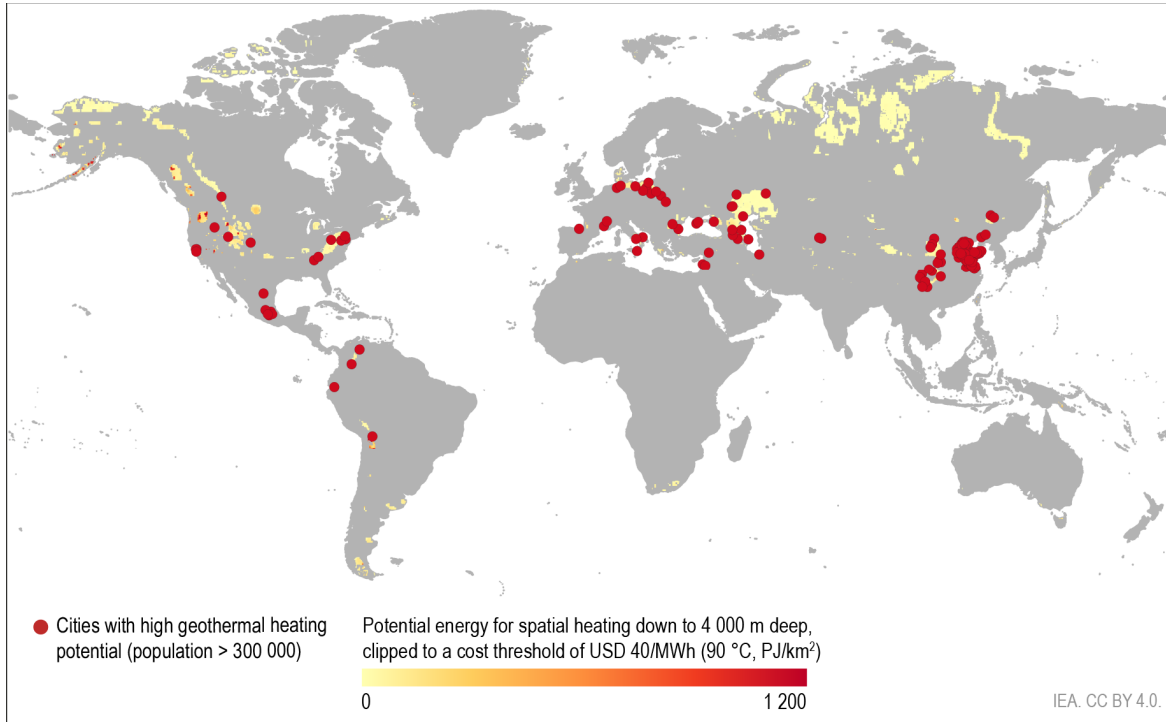 Cities with high geothermal heating
potential (population > 300 000)
Potential energy for spatial heating down to 4 000 m deep,
clipped to a cost threshold of USD 40/MWh (90 °C, PJ/km²)
0
1 200
IEA. CC BY 4.0.